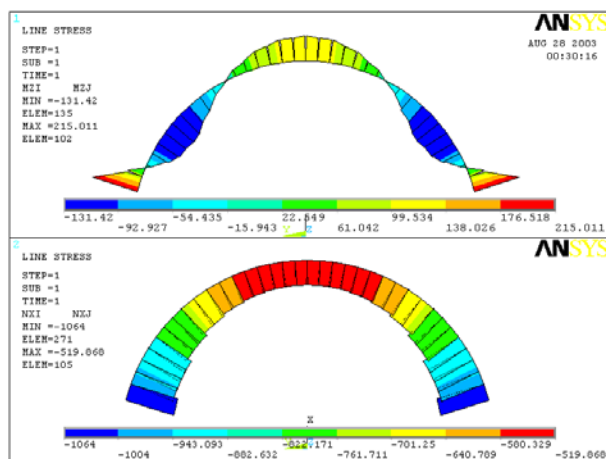 1
LINE STRESS
STEP=1
SUB =1
TIME=1
MZI MZJ
MIN =-131.42
ELEM=135
MAX =215.011
ELEM=102
ANSYS
AUG 28 2003
00:30:16
-131.42 -54.435 22.549 99.534 176.518
-92.927 -15.943 61.042 138.026 215.011
Y Z
2
LINE STRESS
STEP=1
SUB =1
TIME=1
NXI NXJ
MIN =-1064
ELEM=271
MAX =-519.868
ELEM=105
ANSYS
X
-1064 -943.093 -822.171 -701.25 -580.329
-1004 -882.632 -761.711 -640.789 -519.868